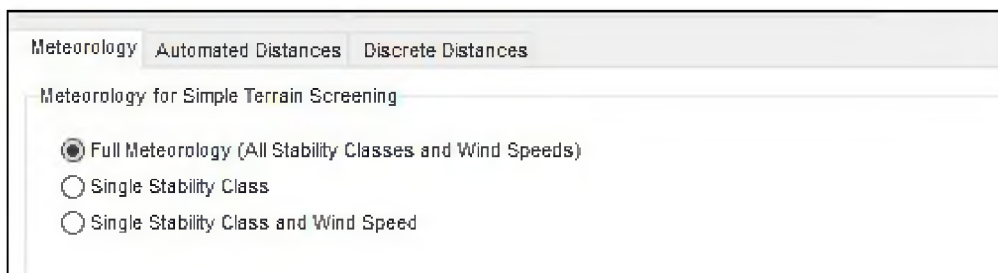 Meteorology Automated Distances Discrete Distances
Meteorology for Simple Terrain Screening
Full Meteorology (All Stability Classes and Wind Speeds)
Single Stability Class
Single Stability Class and Wind Speed